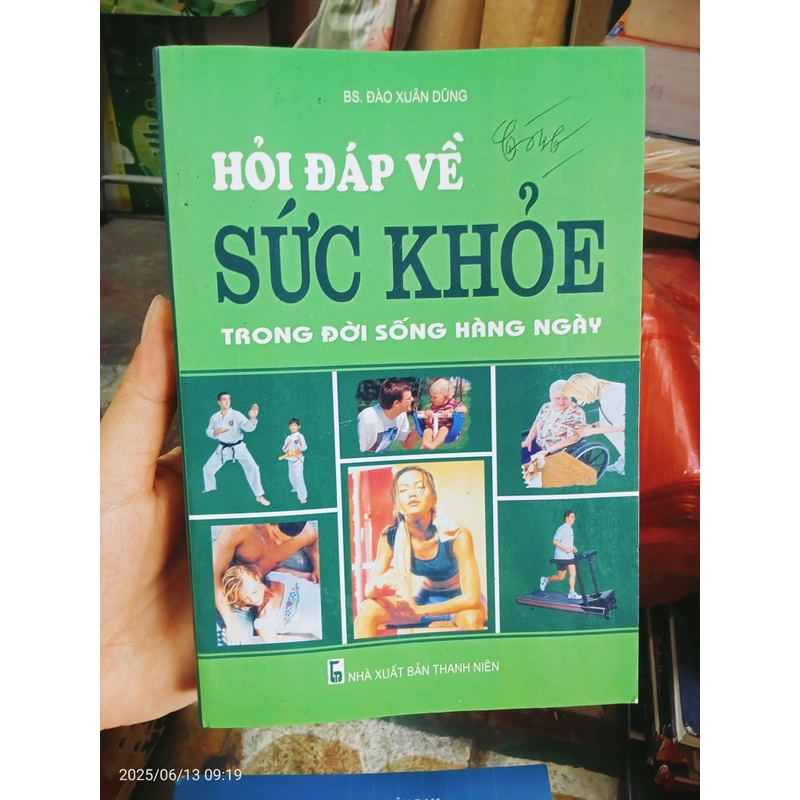 BS. ĐÀO XUÂN DŨNG
HỎI ĐÁP VỀ
SỨC KHỎE
TRONG ĐỜI SỐNG HÀNG NGÀY
NHÀ XUẤT BẢN THANH NIÊN
2025/06/13 09:19